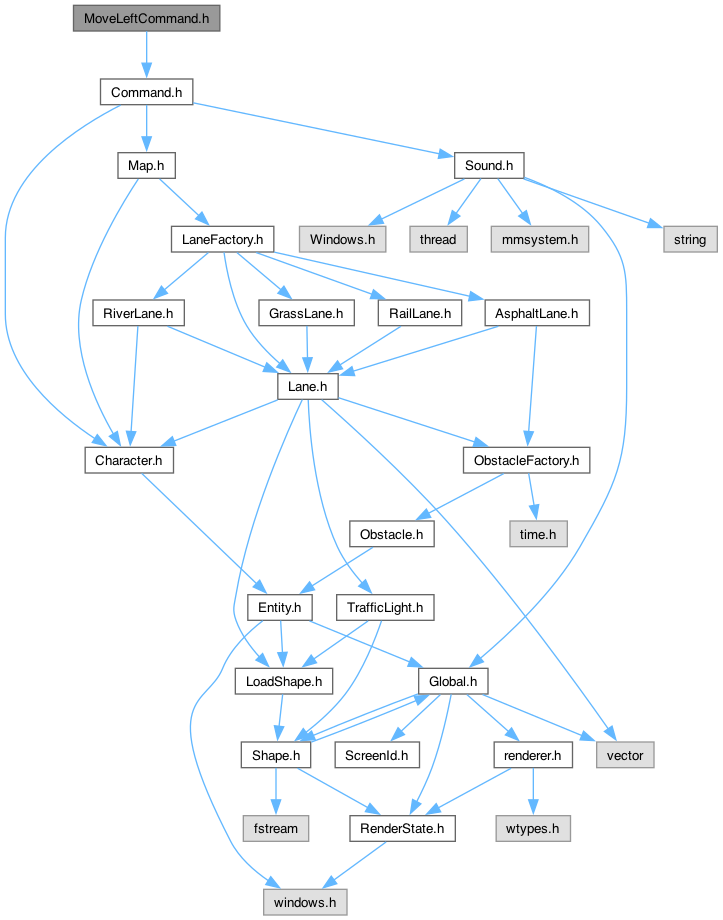 MoveLeftCommand.h
Command.h
Map.h
Sound.h
LaneFactory.h
Windows.h
thread
mmsystem.h
string
RiverLane.h
GrassLane.h
RailLane.h
AsphaltLane.h
Lane.h
Character.h
ObstacleFactory.h
Obstacle.h
time.h
Entity.h
TrafficLight.h
LoadShape.h
Global.h
Shape.h
ScreenId.h
renderer.h
vector
fstream
RenderState.h
wtypes.h
windows.h